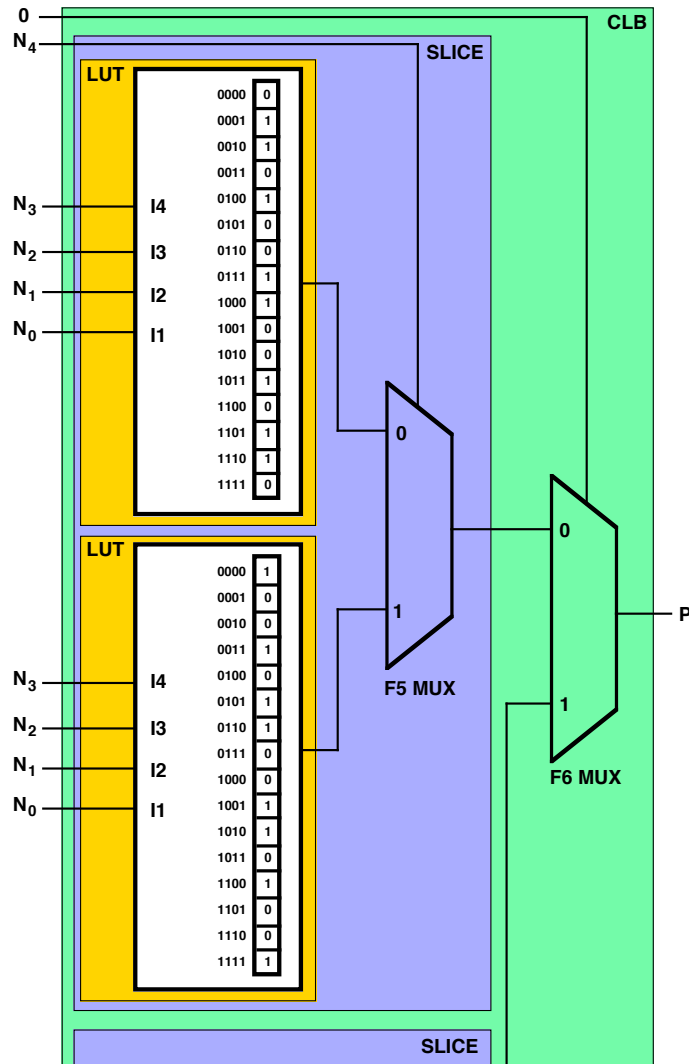 0
CLB
N4
SLICE
LUT
0000 0
0001 1
0010 1
0011 0
0100 1
0101 0
0110 0
0111 1
1000 1
1001 0
1010 0
1011 1
1100 0
1101 1
1110 1
1111 0
N3 I4
N2 I3
N1 I2
N0 I1
LUT
0000 1
0001 0
0010 0
0011 1
0100 0
0101 1
0110 1
0111 0
1000 0
1001 1
1010 1
1011 0
1100 1
1101 0
1110 0
1111 1
N3 I4
N2 I3
N1 I2
N0 I1
0
1
F5 MUX
0
1
F6 MUX
P
SLICE